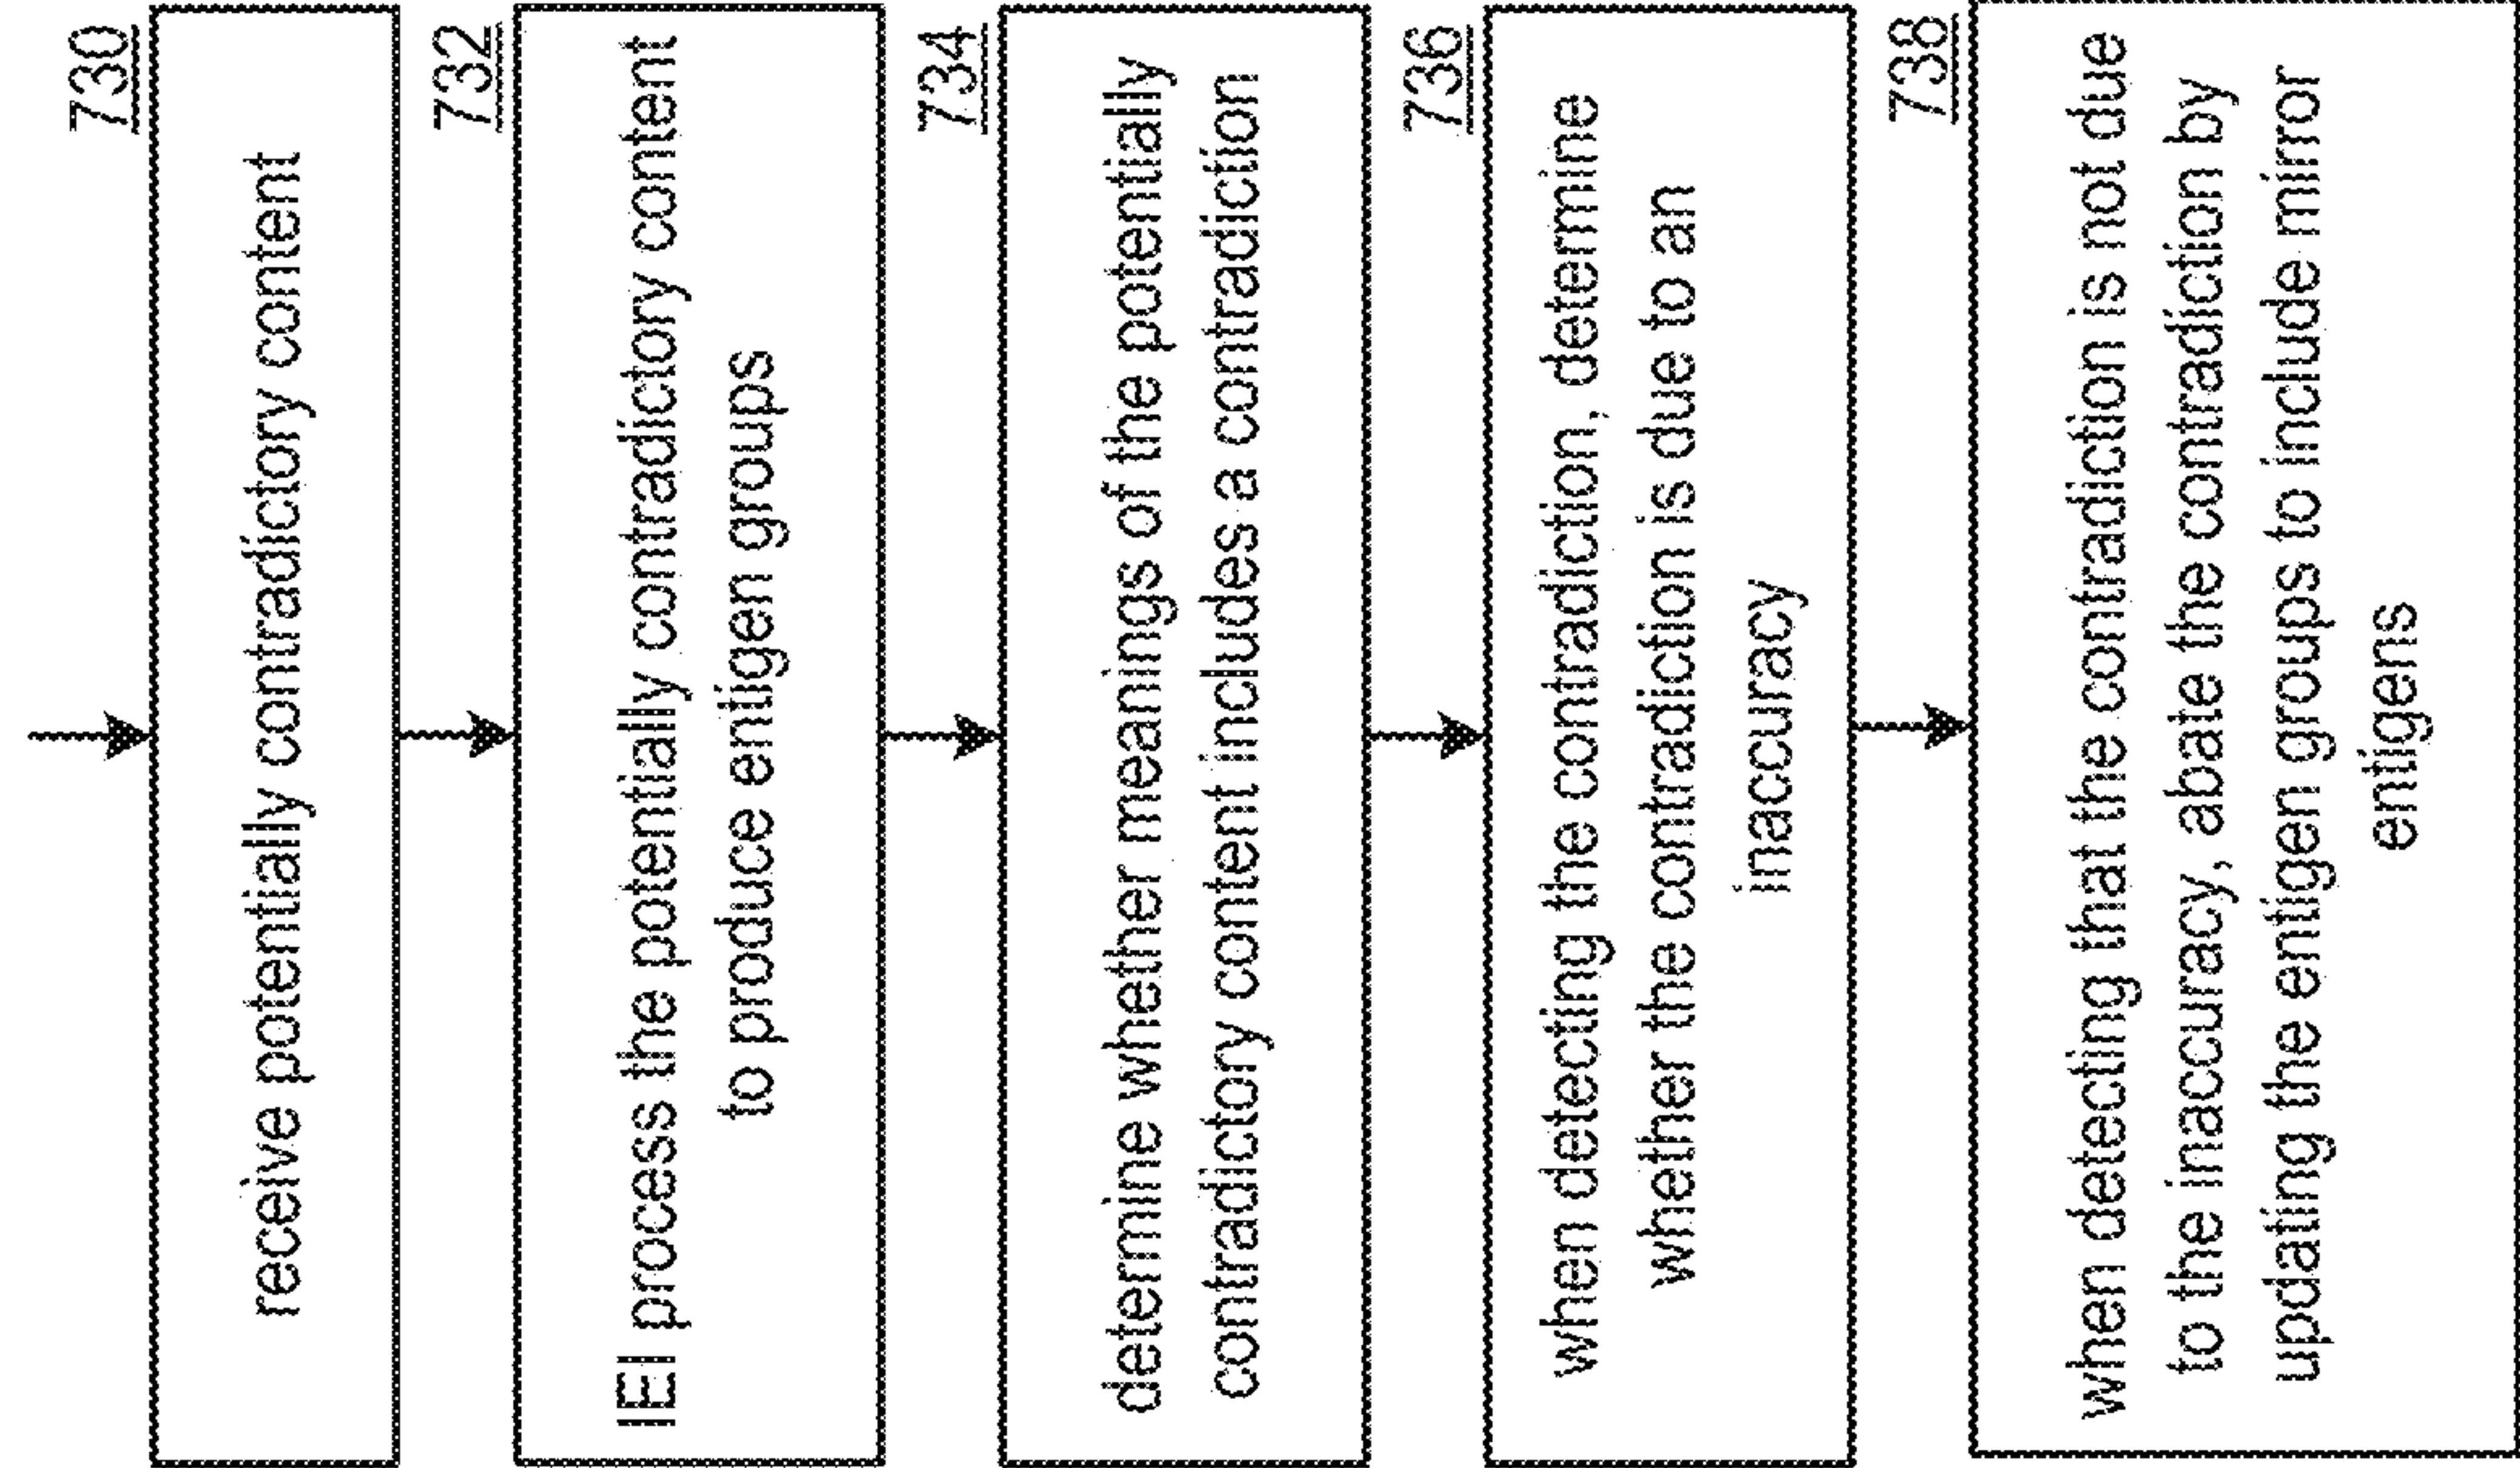 730
receive potentially contradictory content
732
IEI process the potentially contradictory content
to produce entigen groups
734
determine whether meanings of the potentially
contradictory content includes a contradiction
736
when detecting the contradiction, determine
whether the contradiction is due to an
inaccuracy
738
when detecting that the contradiction is not due
to the inaccuracy, abate the contradiction by
updating the entigen groups to include mirror
entigens